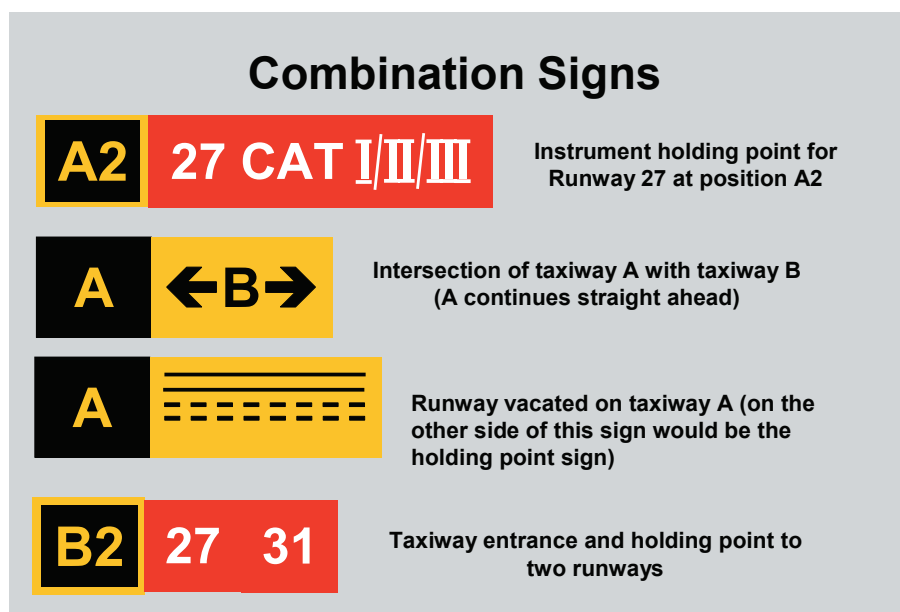 Combination Signs
A2 27 CAT I/II/III
Instrument holding point for
Runway 27 at position A2
A ←B→
Intersection of taxiway A with taxiway B
(A continues straight ahead)
A
Runway vacated on taxiway A (on the
other side of this sign would be the
holding point sign)
B2 27 31
Taxiway entrance and holding point to
two runways